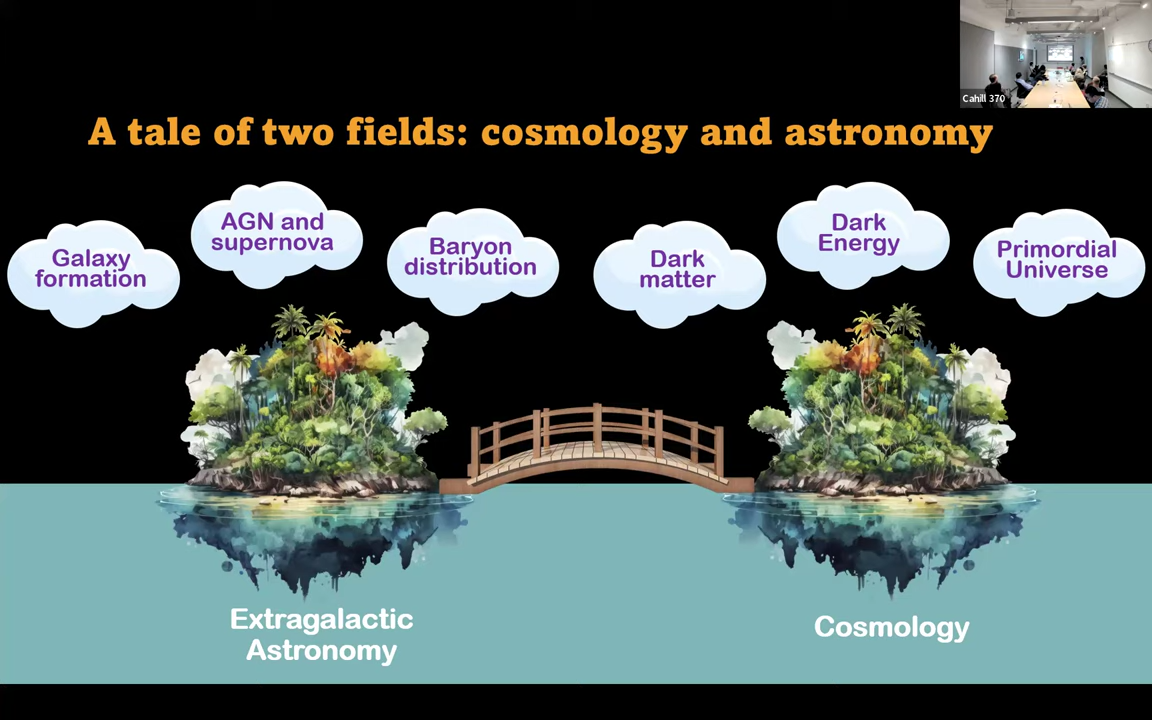 Cahill 370
A tale of two fields: cosmology and astronomy
Galaxy
formation
AGN and
supernova
Baryon
distribution
Dark
matter
Dark
Energy
Primordial
Universe
Extragalactic
Astronomy
Cosmology